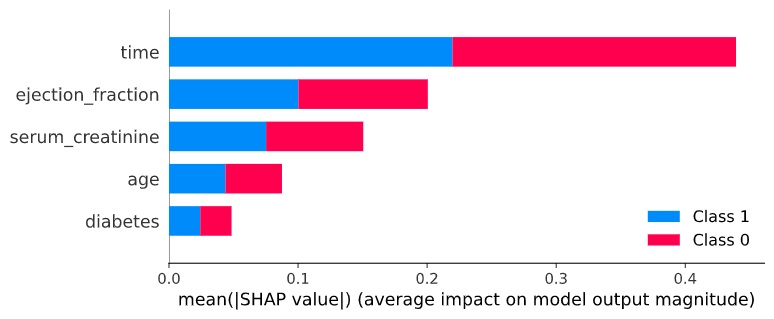 time
ejection_fraction
serum_creatinine
age
diabetes
Class 1
Class 0
0.0 0.1 0.2 0.3 0.4
mean(|SHAP value|) (average impact on model output magnitude)